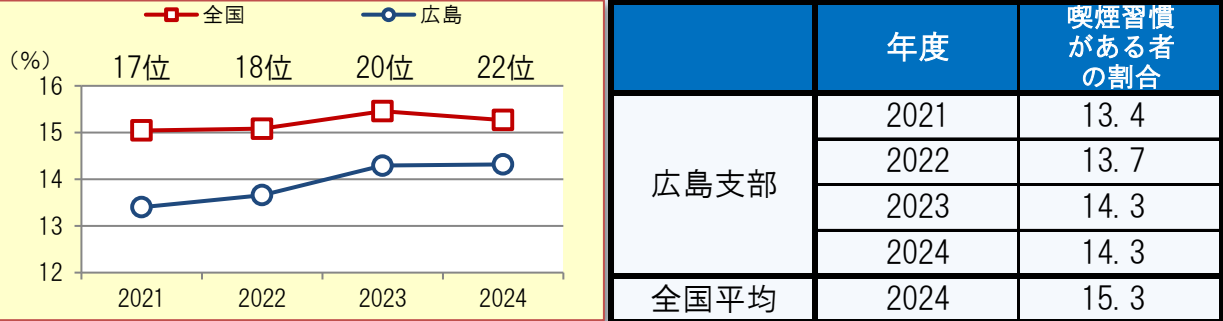 全国 広島
(%)
17位 18位 20位 22位
16
15
14
13
12
2021 2022 2023 2024
年度
喫煙習慣
がある者
の割合
広島支部
2021 13.4
2022 13.7
2023 14.3
2024 14.3
全国平均 2024 15.3